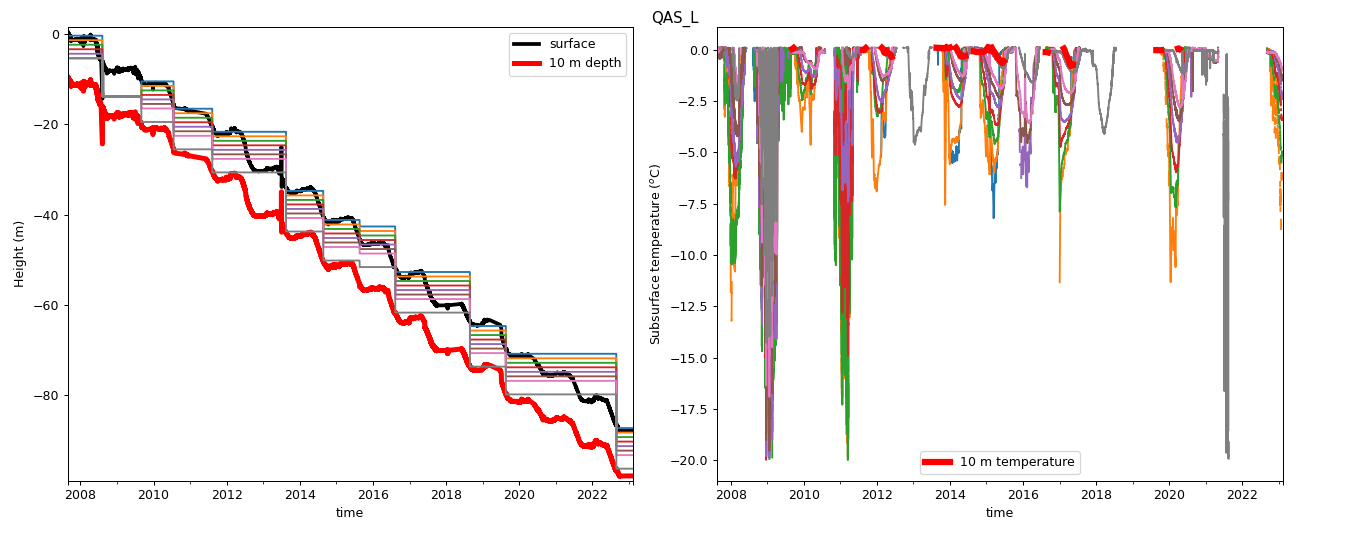 QAS_L
surface
10 m depth
Height (m)
0
−20
−40
−60
−80
2008 2010 2012 2014 2016 2018 2020 2022
time
Subsurface temperature (°C)
0.0
−2.5
−5.0
−7.5
−10.0
−12.5
−15.0
−17.5
−20.0
10 m temperature
2008 2010 2012 2014 2016 2018 2020 2022
time